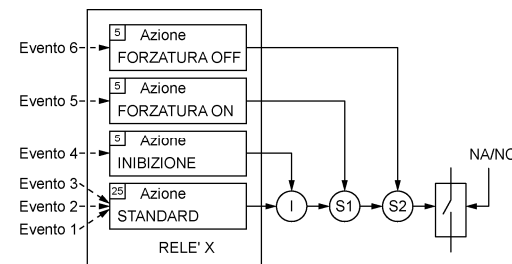 Evento 6
5 Azione
FORZATURA OFF
Evento 5
5 Azione
FORZATURA ON
Evento 4
5 Azione
INIBIZIONE
Evento 3
Evento 2
Evento 1
25 Azione
STANDARD
I
S1
S2
NA/NC
RELE' X